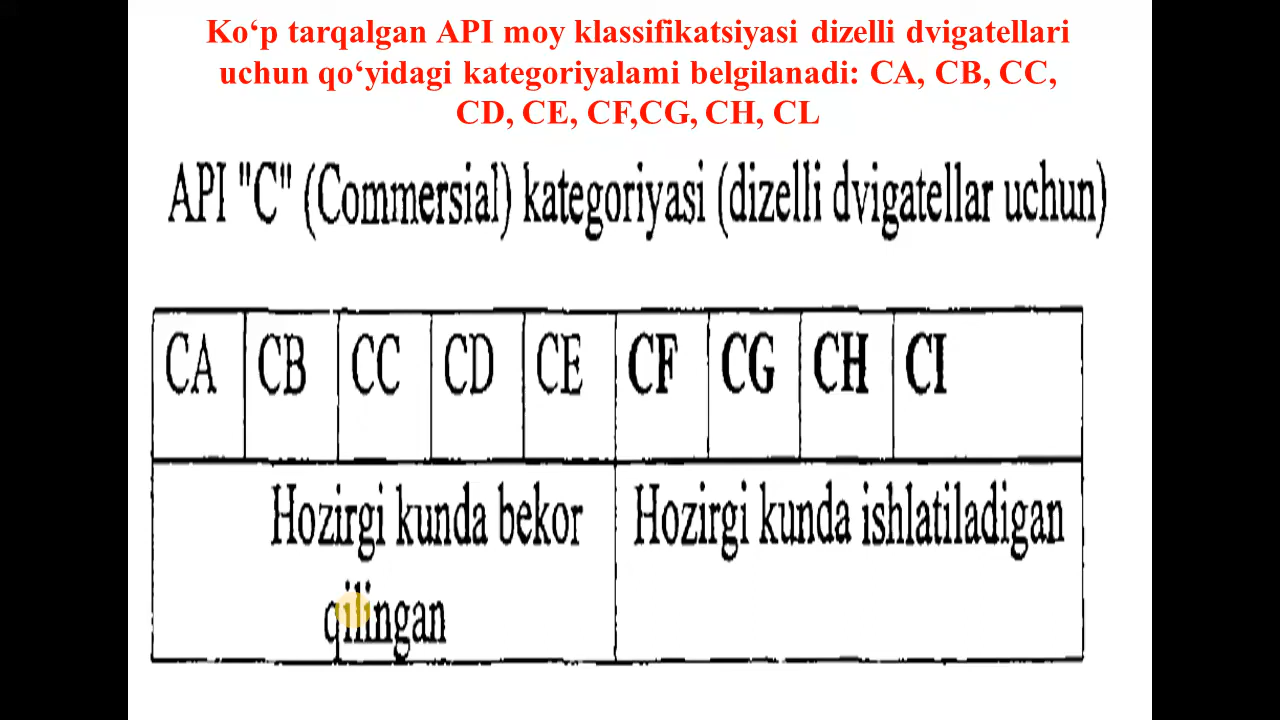 Ko‘p tarqalgan API moy klassifikatsiyasi dizelli dvigatellari
uchun qo‘yidagi kategoriyalami belgilanadi: CA, CB, CC,
CD, CE, CF,CG, CH, CL
API "C" (Commersial) kategoriyasi (dizelli dvigatellar uchun)
CA CB CC CD CE CF CG CH CI
Hozirgi kunda bekor
qilingan
Hozirgi kunda ishlatiladigan